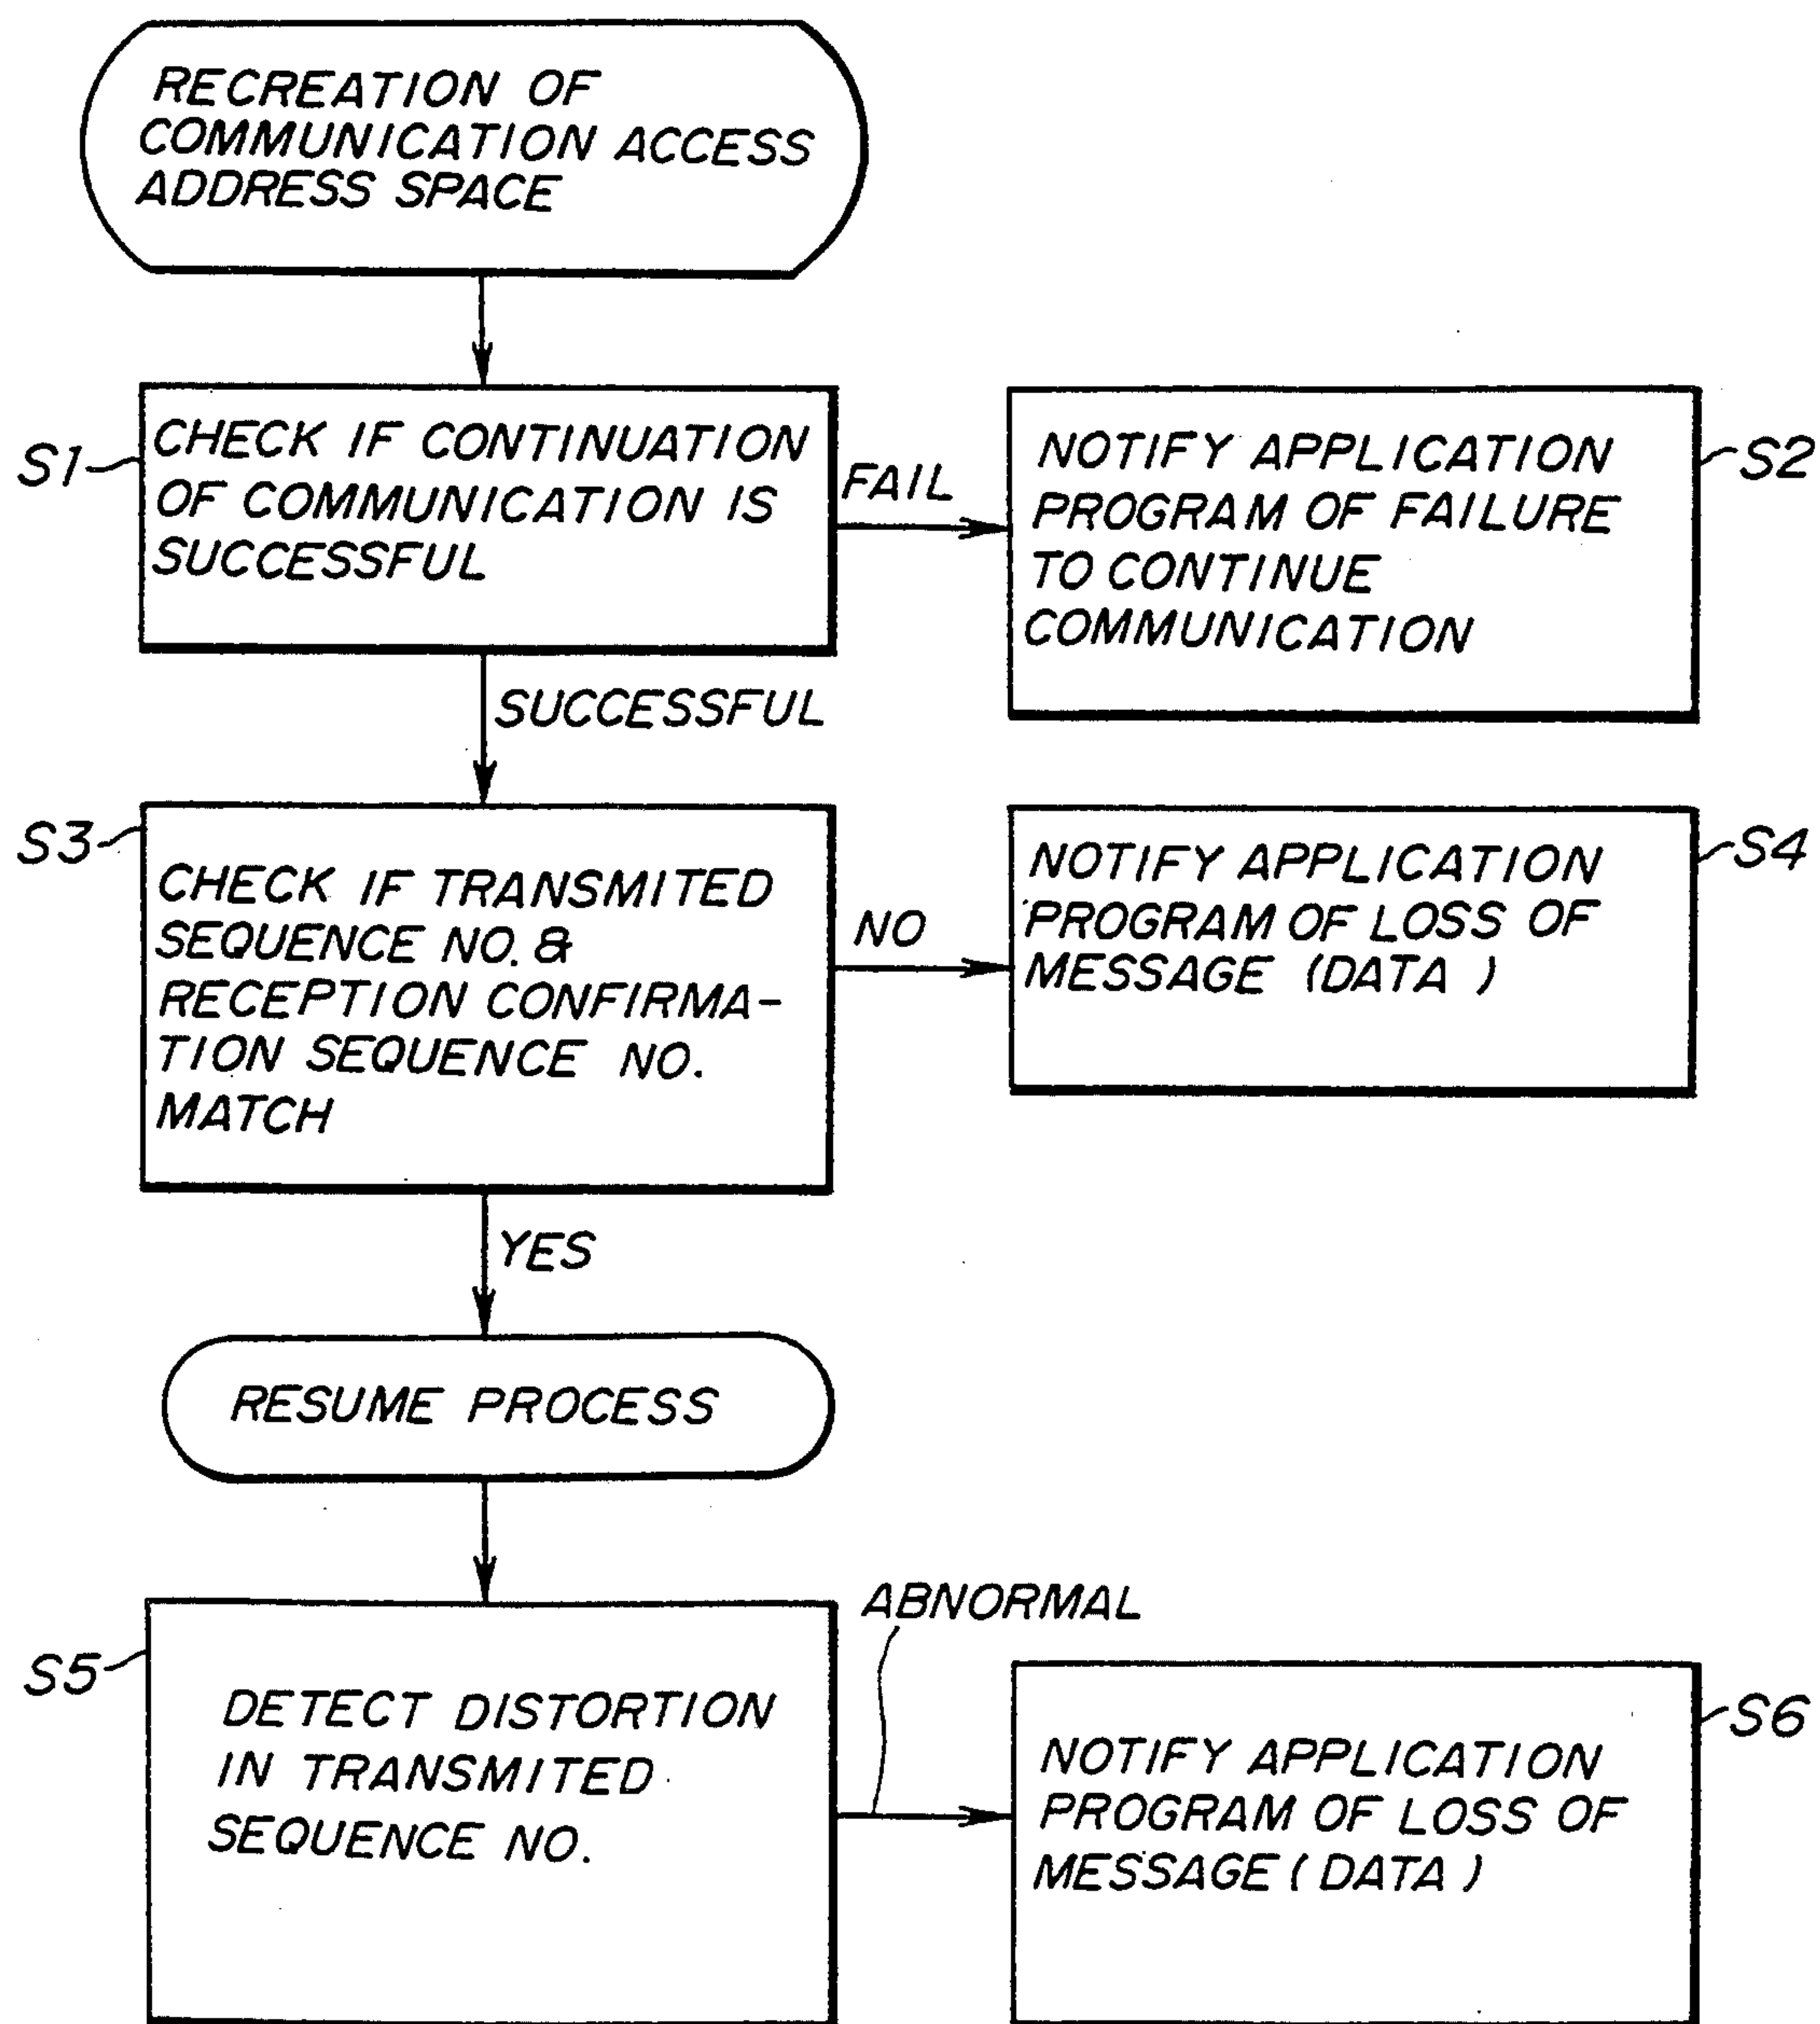 RECREATION OF
COMMUNICATION ACCESS
ADDRESS SPACE
S1
CHECK IF CONTINUATION
OF COMMUNICATION IS
SUCCESSFUL
FAIL
NOTIFY APPLICATION
PROGRAM OF FAILURE
TO CONTINUE
COMMUNICATION
S2
SUCCESSFUL
S3
CHECK IF TRANSMITED
SEQUENCE NO. &
RECEPTION CONFIRMA-
TION SEQUENCE NO.
MATCH
NO
NOTIFY APPLICATION
PROGRAM OF LOSS OF
MESSAGE (DATA )
S4
YES
RESUME PROCESS
S5
DETECT DISTORTION
IN TRANSMITED
SEQUENCE NO.
ABNORMAL
NOTIFY APPLICATION
PROGRAM OF LOSS OF
MESSAGE ( DATA )
S6